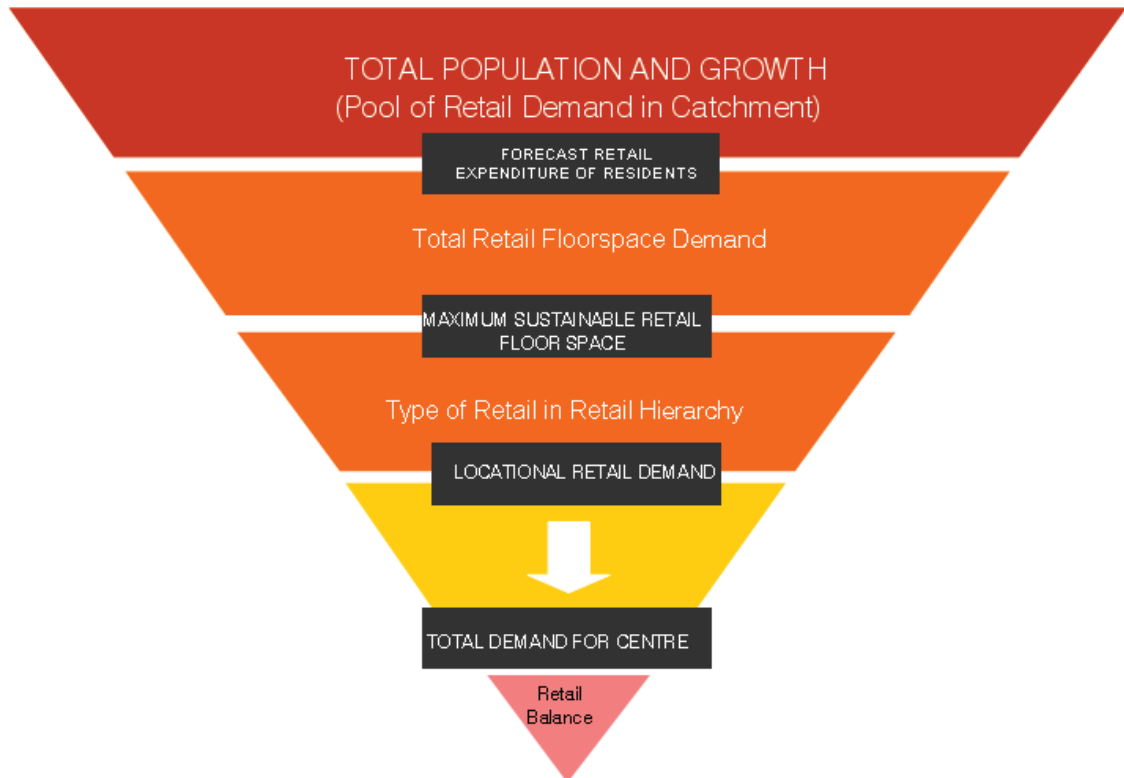 TOTAL POPULATION AND GROWTH
(Pool of Retail Demand in Catchment)
FORECAST RETAIL
EXPENDITURE OF RESIDENTS
Total Retail Floorspace Demand
MAXIMUM SUSTAINABLE RETAIL
FLOOR SPACE
Type of Retail in Retail Hierarchy
LOCATIONAL RETAIL DEMAND
TOTAL DEMAND FOR CENTRE
Retail
Balance